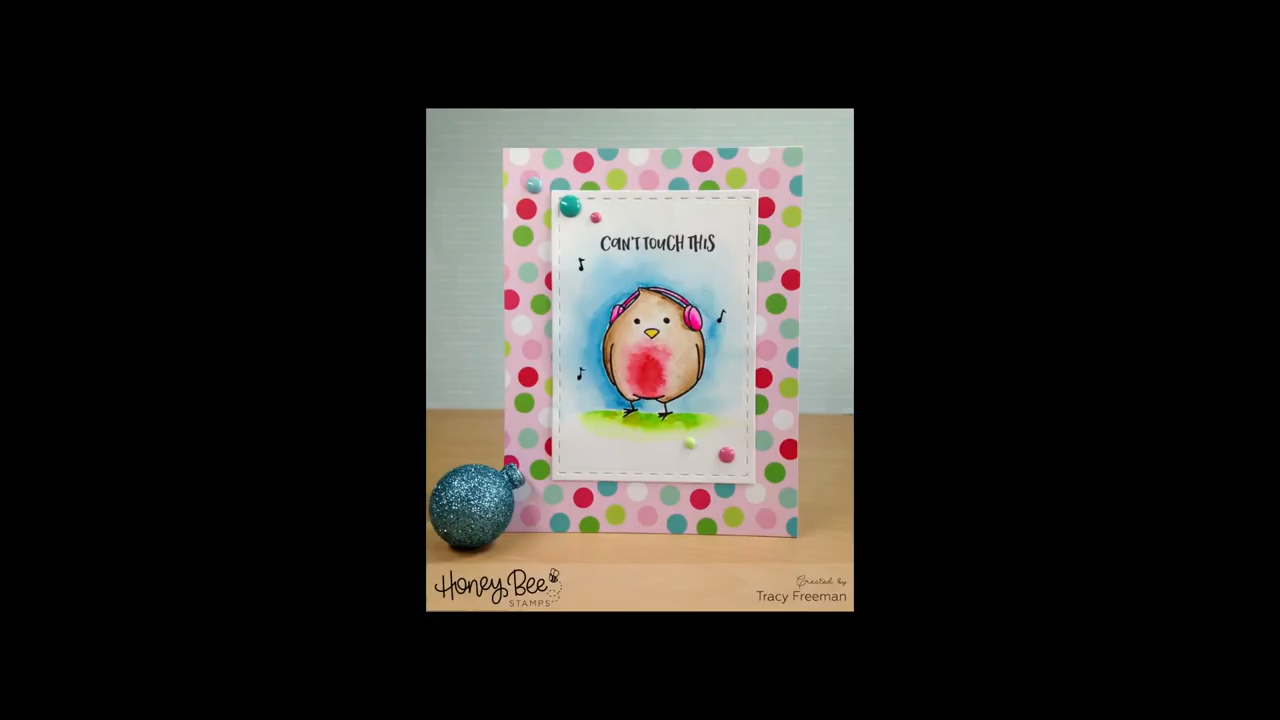 CAN'T TOUCH THIS
Honey Bee
STAMPS
Created by
Tracy Freeman